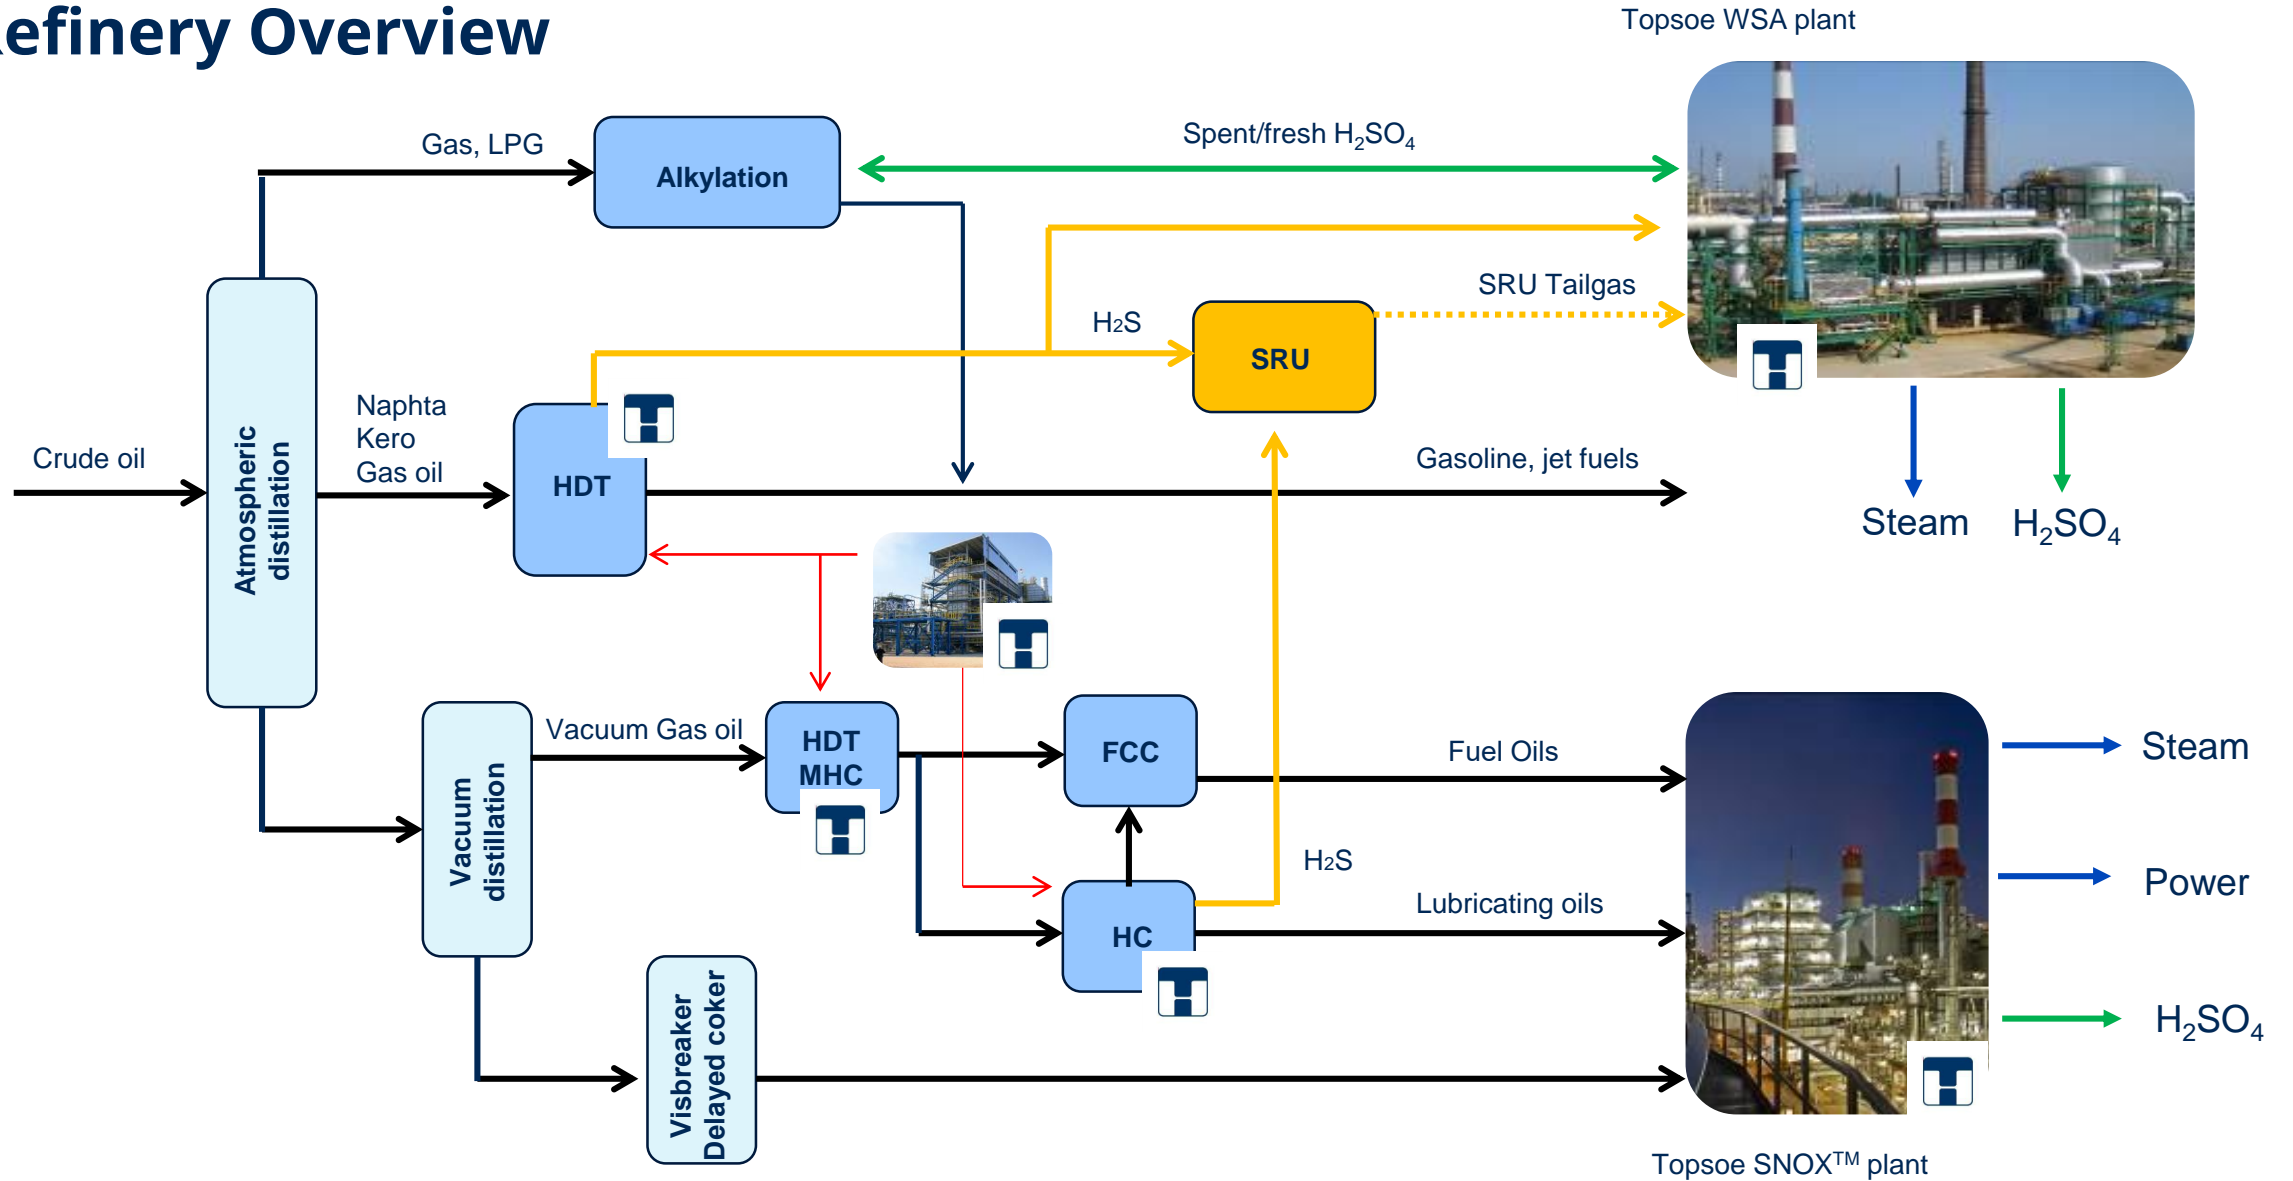 efinery Overview
Topsoe WSA plant
Gas, LPG
Alkylation
Spent/fresh H₂SO₄
SRU Tailgas
H2S
SRU
Naphta
Kero
Gas oil
Crude oil
Atmospheric
distillation
HDT
Gasoline, jet fuels
Steam
H₂SO₄
Vacuum Gas oil
HDT
MHC
FCC
Fuel Oils
Steam
Vacuum
distillation
H2S
Power
HC
Lubricating oils
Visbreaker
Delayed coker
H₂SO₄
Topsoe SNOX™ plant